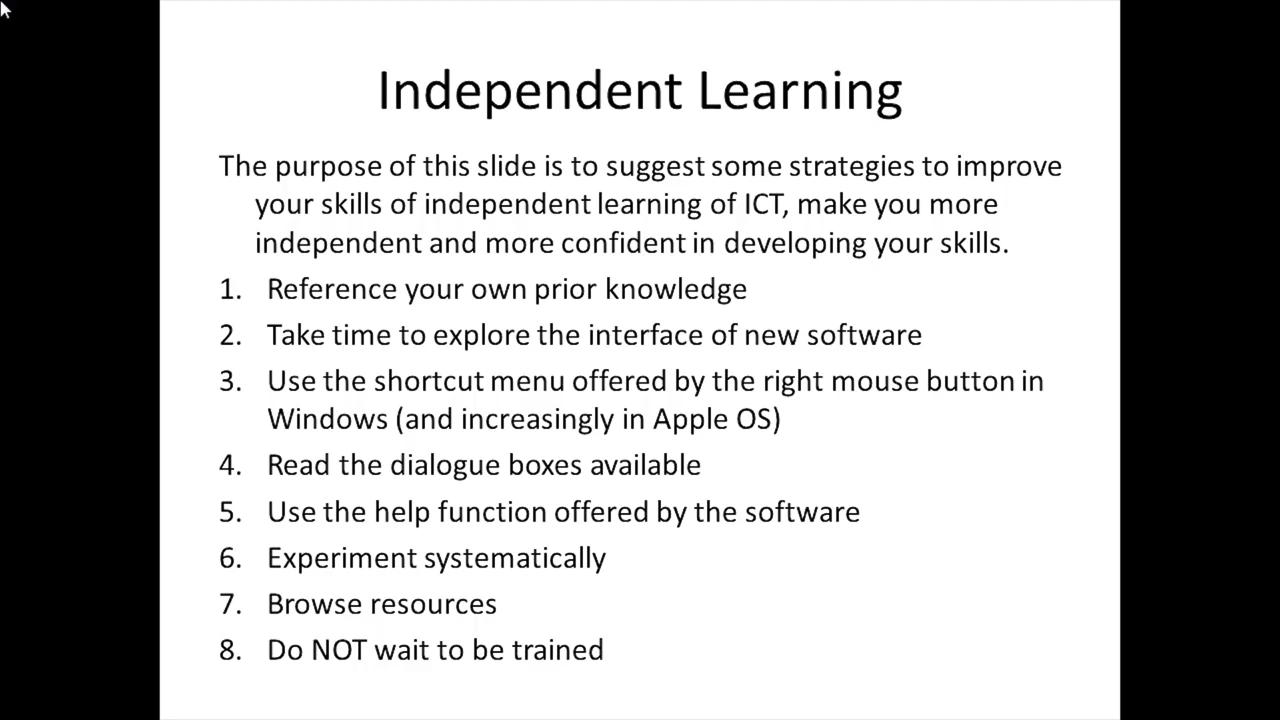 Independent Learning
The purpose of this slide is to suggest some strategies to improve
your skills of independent learning of ICT, make you more
independent and more confident in developing your skills.
1. Reference your own prior knowledge
2. Take time to explore the interface of new software
3. Use the shortcut menu offered by the right mouse button in
Windows (and increasingly in Apple OS)
4. Read the dialogue boxes available
5. Use the help function offered by the software
6. Experiment systematically
7. Browse resources
8. Do NOT wait to be trained